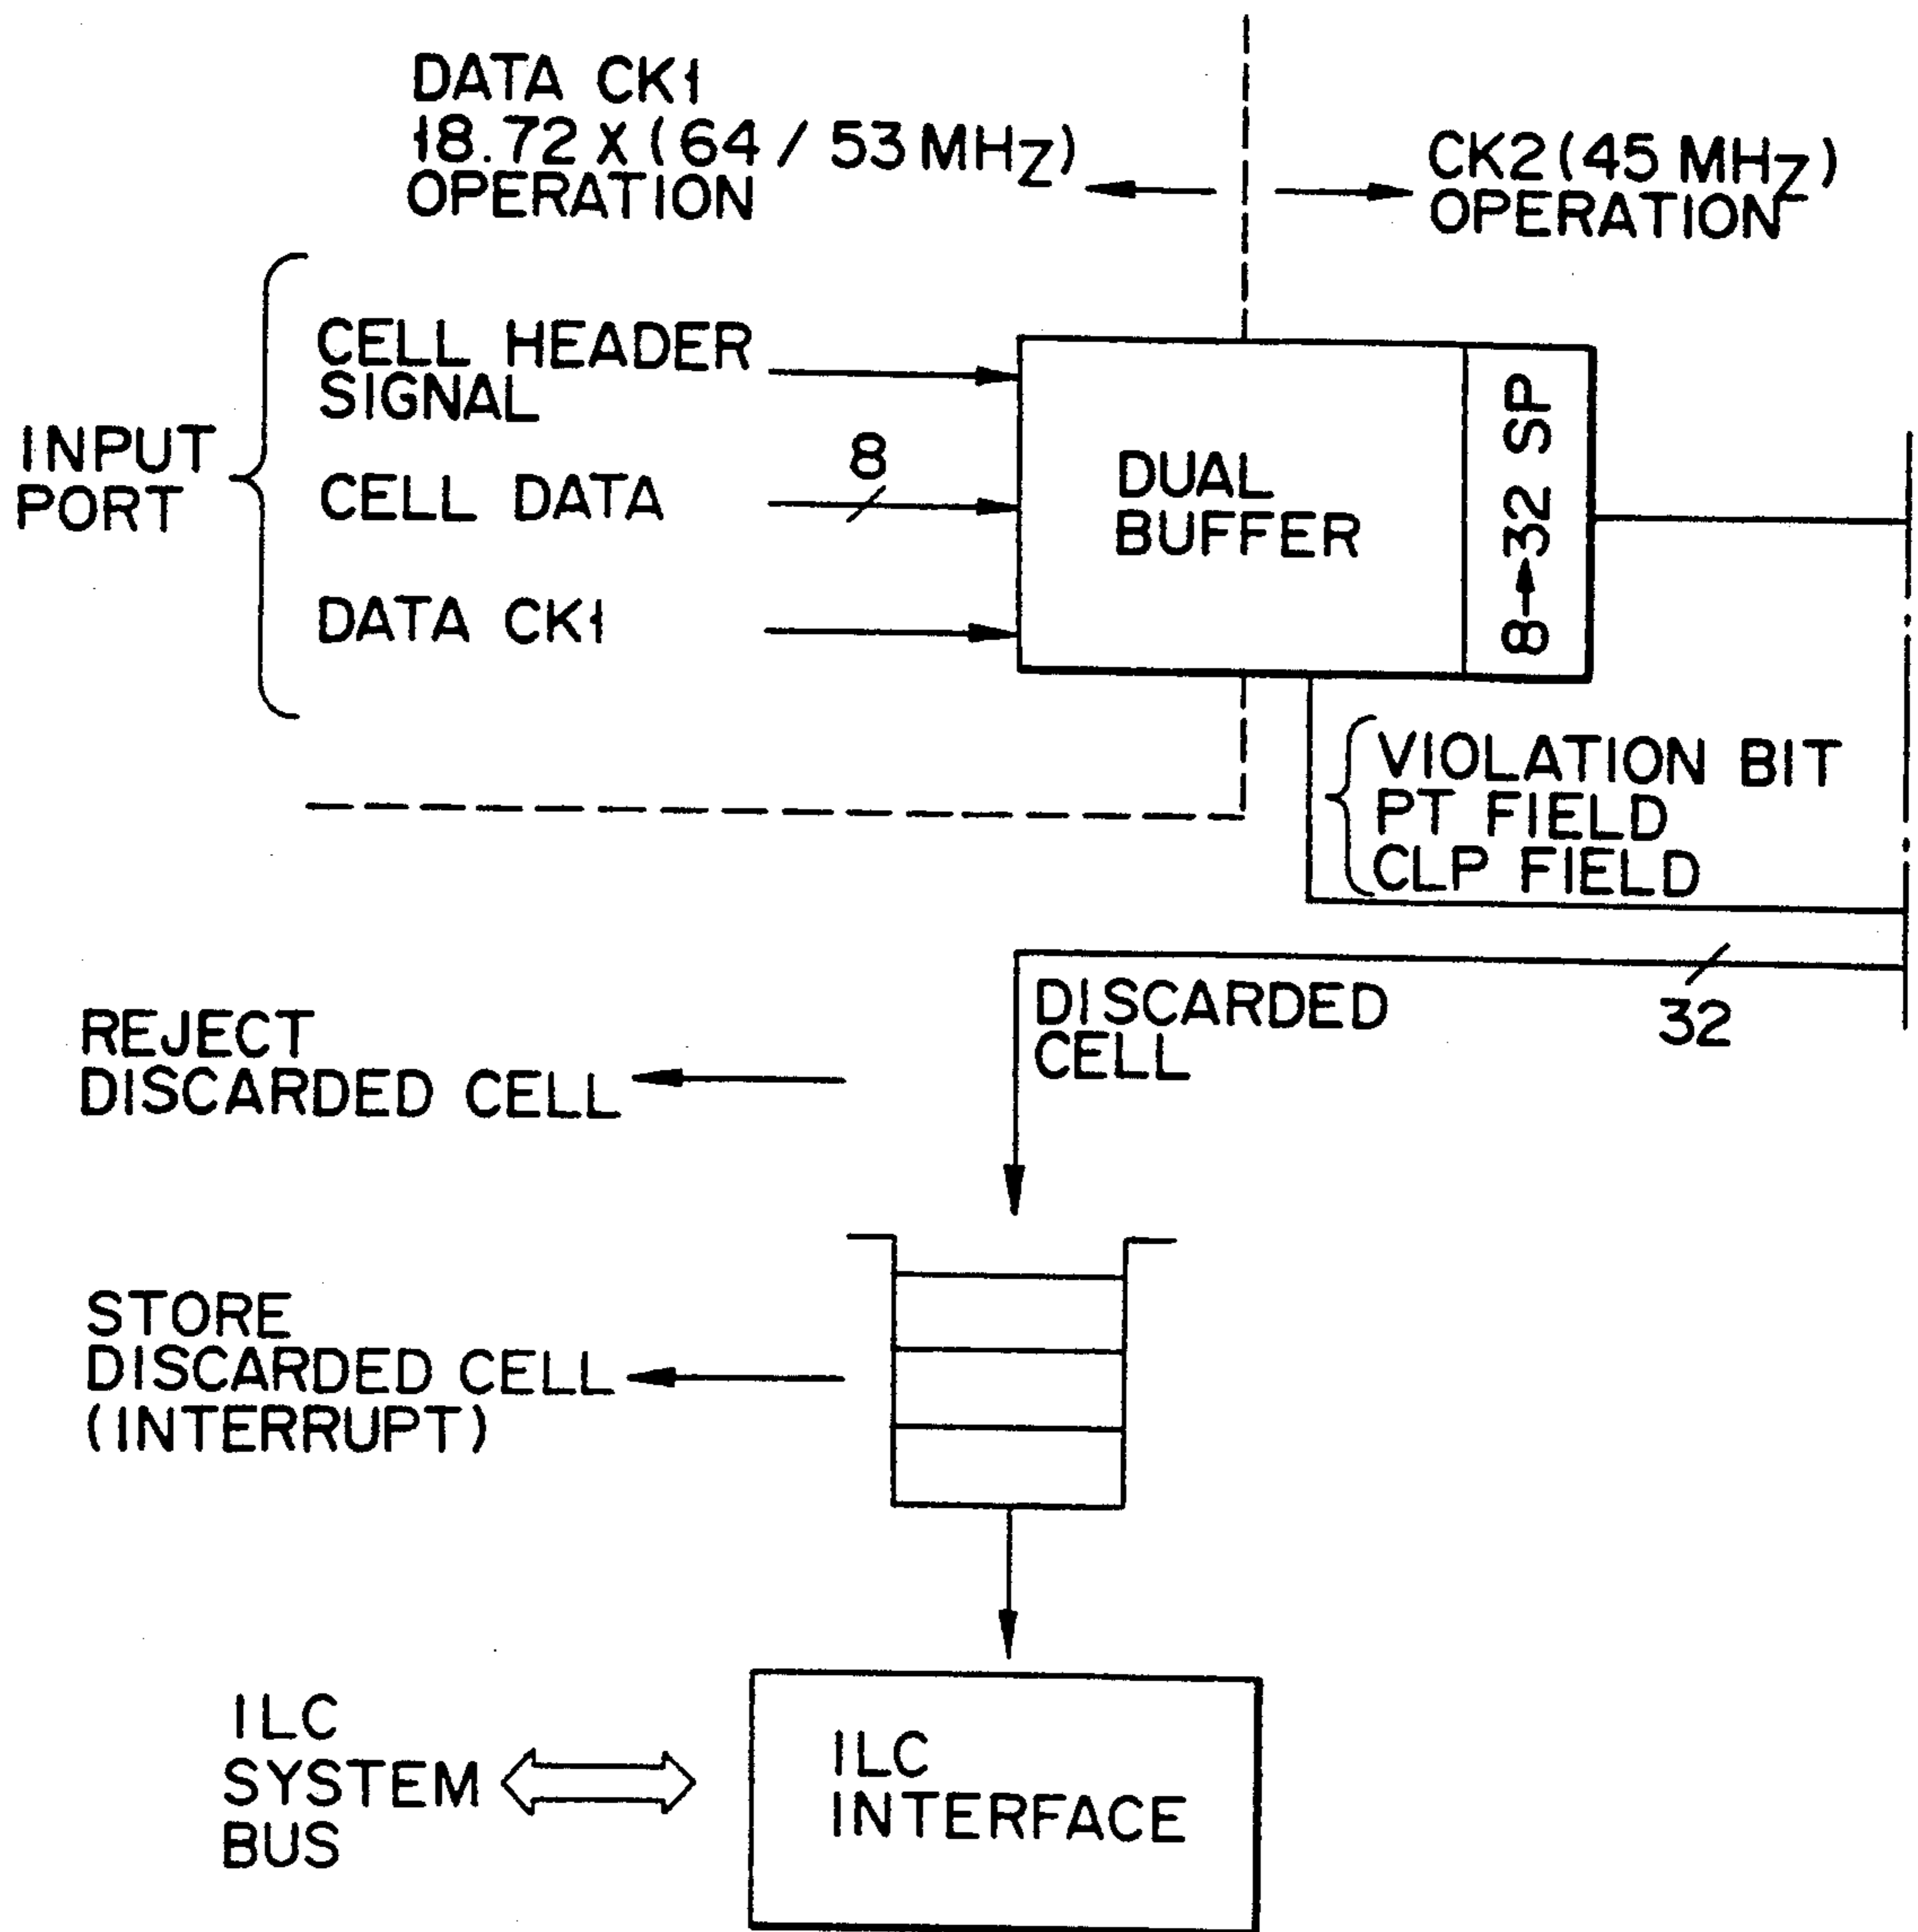 DATA CK1
18.72 X (64 / 53 MHZ)
OPERATION
CK2 (45 MHZ)
OPERATION
INPUT
PORT
CELL HEADER
SIGNAL
CELL DATA
8
DATA CK1
DUAL
BUFFER
8→32 SP
VIOLATION BIT
PT FIELD
CLP FIELD
32
DISCARDED
CELL
REJECT
DISCARDED CELL
STORE
DISCARDED CELL
(INTERRUPT)
ILC
SYSTEM
BUS
ILC
INTERFACE